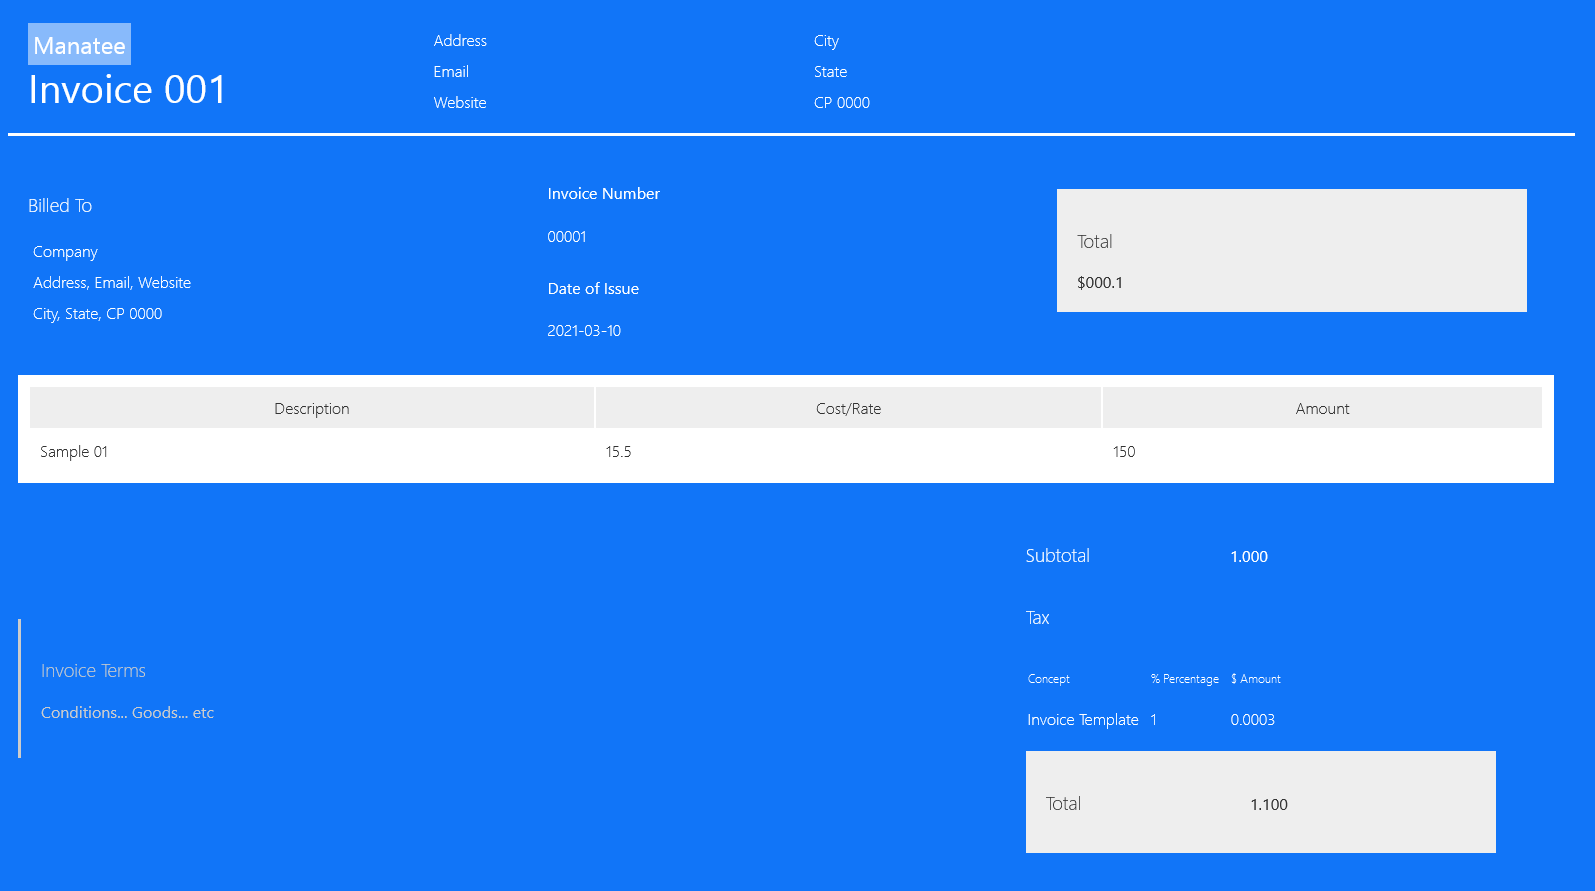 Manatee
Invoice 001
Address
Email
Website
City
State
CP 0000
Billed To
Company
Address, Email, Website
City, State, CP 0000
Invoice Number
00001
Date of Issue
2021-03-10
Total
$000.1
Description Cost/Rate Amount
Sample 01 15.5 150
Invoice Terms
Conditions... Goods... etc
Subtotal 1.000
Tax
Concept % Percentage $ Amount
Invoice Template 1 0.0003
Total 1.100